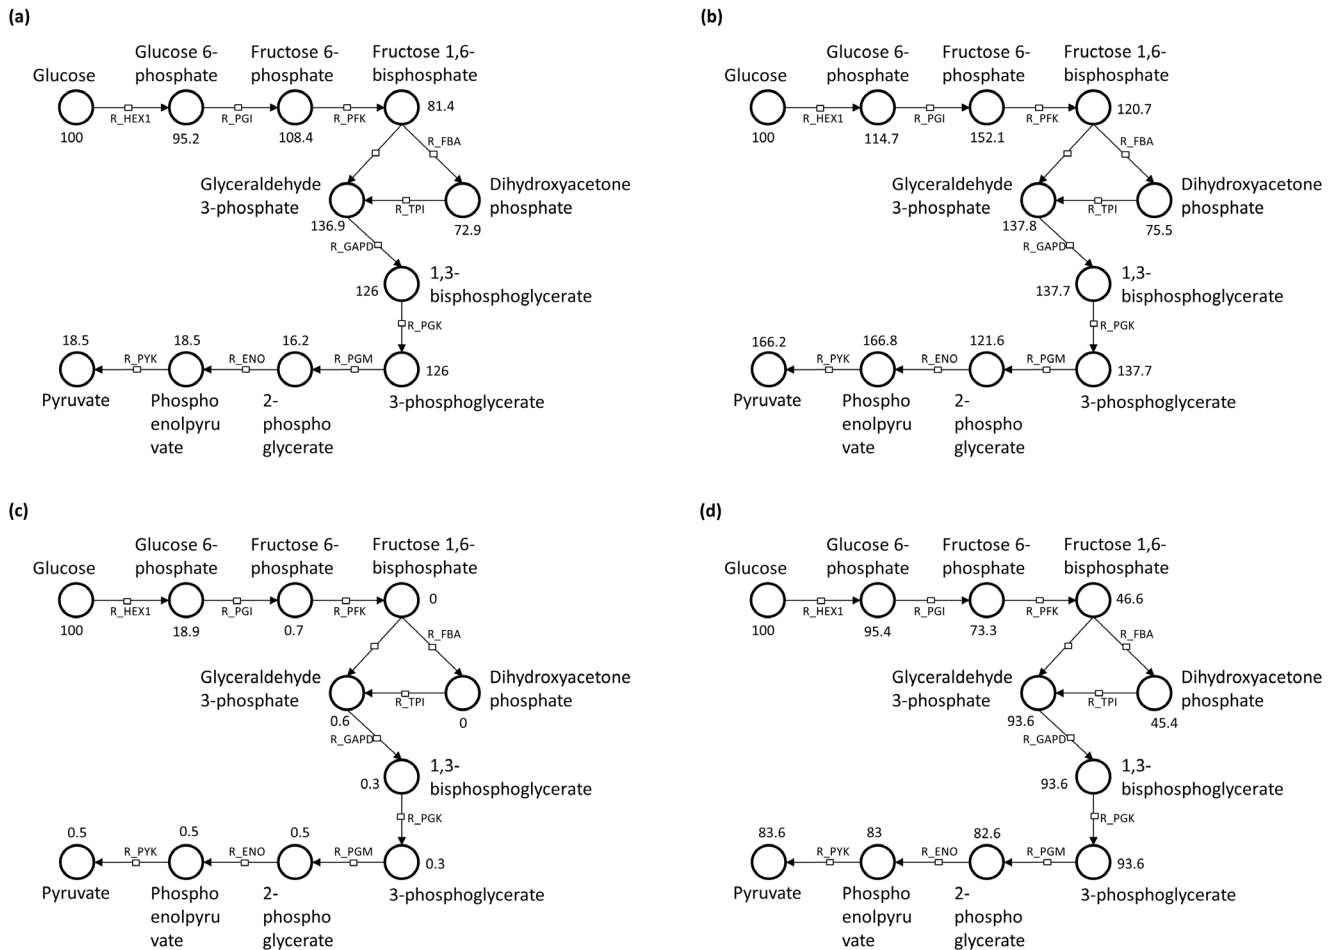 (a)
Glucose
Glucose 6-
phosphate
Fructose 6-
phosphate
Fructose 1,6-
bisphosphate
100
R_HEX1
95.2
R_PGI
108.4
R_PFK
81.4
R_FBA
Glyceraldehyde
3-phosphate
136.9
R_TPI
72.9
Dihydroxyacetone
phosphate
R_GAPD
126
1,3-
bisphosphoglycerate
R_PGK
18.5
R_PYK
18.5
R_ENO
16.2
R_PGM
126
Pyruvate
Phospho
enolpyru
vate
2-
phospho
glycerate
3-phosphoglycerate
(b)
Glucose
Glucose 6-
phosphate
Fructose 6-
phosphate
Fructose 1,6-
bisphosphate
100
R_HEX1
114.7
R_PGI
152.1
R_PFK
120.7
R_FBA
Glyceraldehyde
3-phosphate
137.8
R_TPI
75.5
Dihydroxyacetone
phosphate
R_GAPD
137.7
1,3-
bisphosphoglycerate
R_PGK
166.2
R_PYK
166.8
R_ENO
121.6
R_PGM
137.7
Pyruvate
Phospho
enolpyru
vate
2-
phospho
glycerate
3-phosphoglycerate
(c)
Glucose
Glucose 6-
phosphate
Fructose 6-
phosphate
Fructose 1,6-
bisphosphate
100
R_HEX1
18.9
R_PGI
0.7
R_PFK
0
R_FBA
Glyceraldehyde
3-phosphate
0.6
R_TPI
0
Dihydroxyacetone
phosphate
R_GAPD
0.3
1,3-
bisphosphoglycerate
R_PGK
0.5
R_PYK
0.5
R_ENO
0.5
R_PGM
0.3
Pyruvate
Phospho
enolpyru
vate
2-
phospho
glycerate
3-phosphoglycerate
(d)
Glucose
Glucose 6-
phosphate
Fructose 6-
phosphate
Fructose 1,6-
bisphosphate
100
R_HEX1
95.4
R_PGI
73.3
R_PFK
46.6
R_FBA
Glyceraldehyde
3-phosphate
93.6
R_TPI
45.4
Dihydroxyacetone
phosphate
R_GAPD
93.6
1,3-
bisphosphoglycerate
R_PGK
83.6
R_PYK
83
R_ENO
82.6
R_PGM
93.6
Pyruvate
Phospho
enolpyru
vate
2-
phospho
glycerate
3-phosphoglycerate